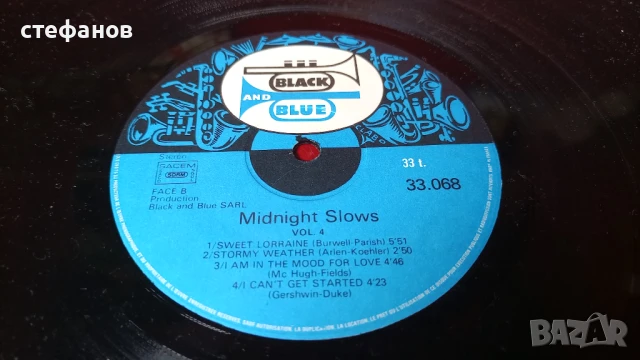 стефанов
BLACK
AND BLUE
Stereo
SACEM
SDRM
33 t.
FACE B
Production
Black and Blue SARL
33.068
Midnight Slows
VOL. 4
1/SWEET LORRAINE (Burwell-Parish) 5'51
2/STORMY WEATHER (Arlen-Koehler) 2'50
3/I AM IN THE MOOD FOR LOVE 4'46
(Mc Hugh-Fields)
4/I CAN'T GET STARTED 4'23
(Gershwin-Duke)
BAZAR